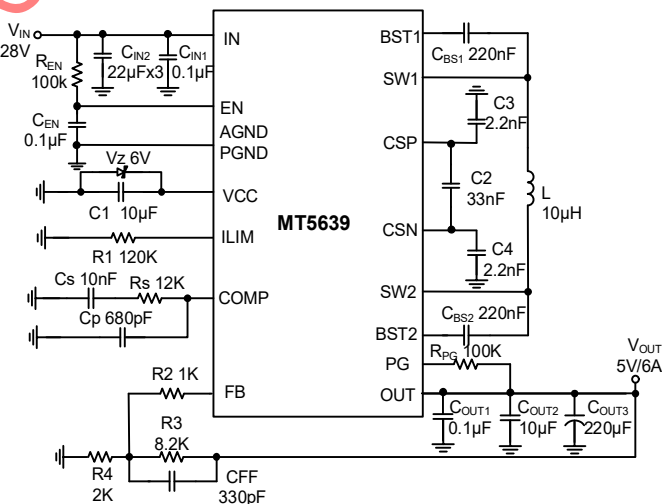 VIN
28V
REN
100k
CIN2
22µFx3
CIN1
0.1µF
CEN
0.1µF
IN
EN
AGND
PGND
Vz 6V
VCC
C1 10µF
ILIM
R1 120K
Cs 10nF
Rs 12K
COMP
Cp 680pF
R2 1K
FB
R3
8.2K
R4
2K
CFF
330pF
MT5639
BST1
CBS1 220nF
SW1
C3
2.2nF
CSP
C2
33nF
L
10µH
CSN
C4
2.2nF
SW2
CBS2 220nF
BST2
PG
RPG 100K
OUT
VOUT
5V/6A
COUT1
0.1µF
COUT2
10µF
COUT3
220µF